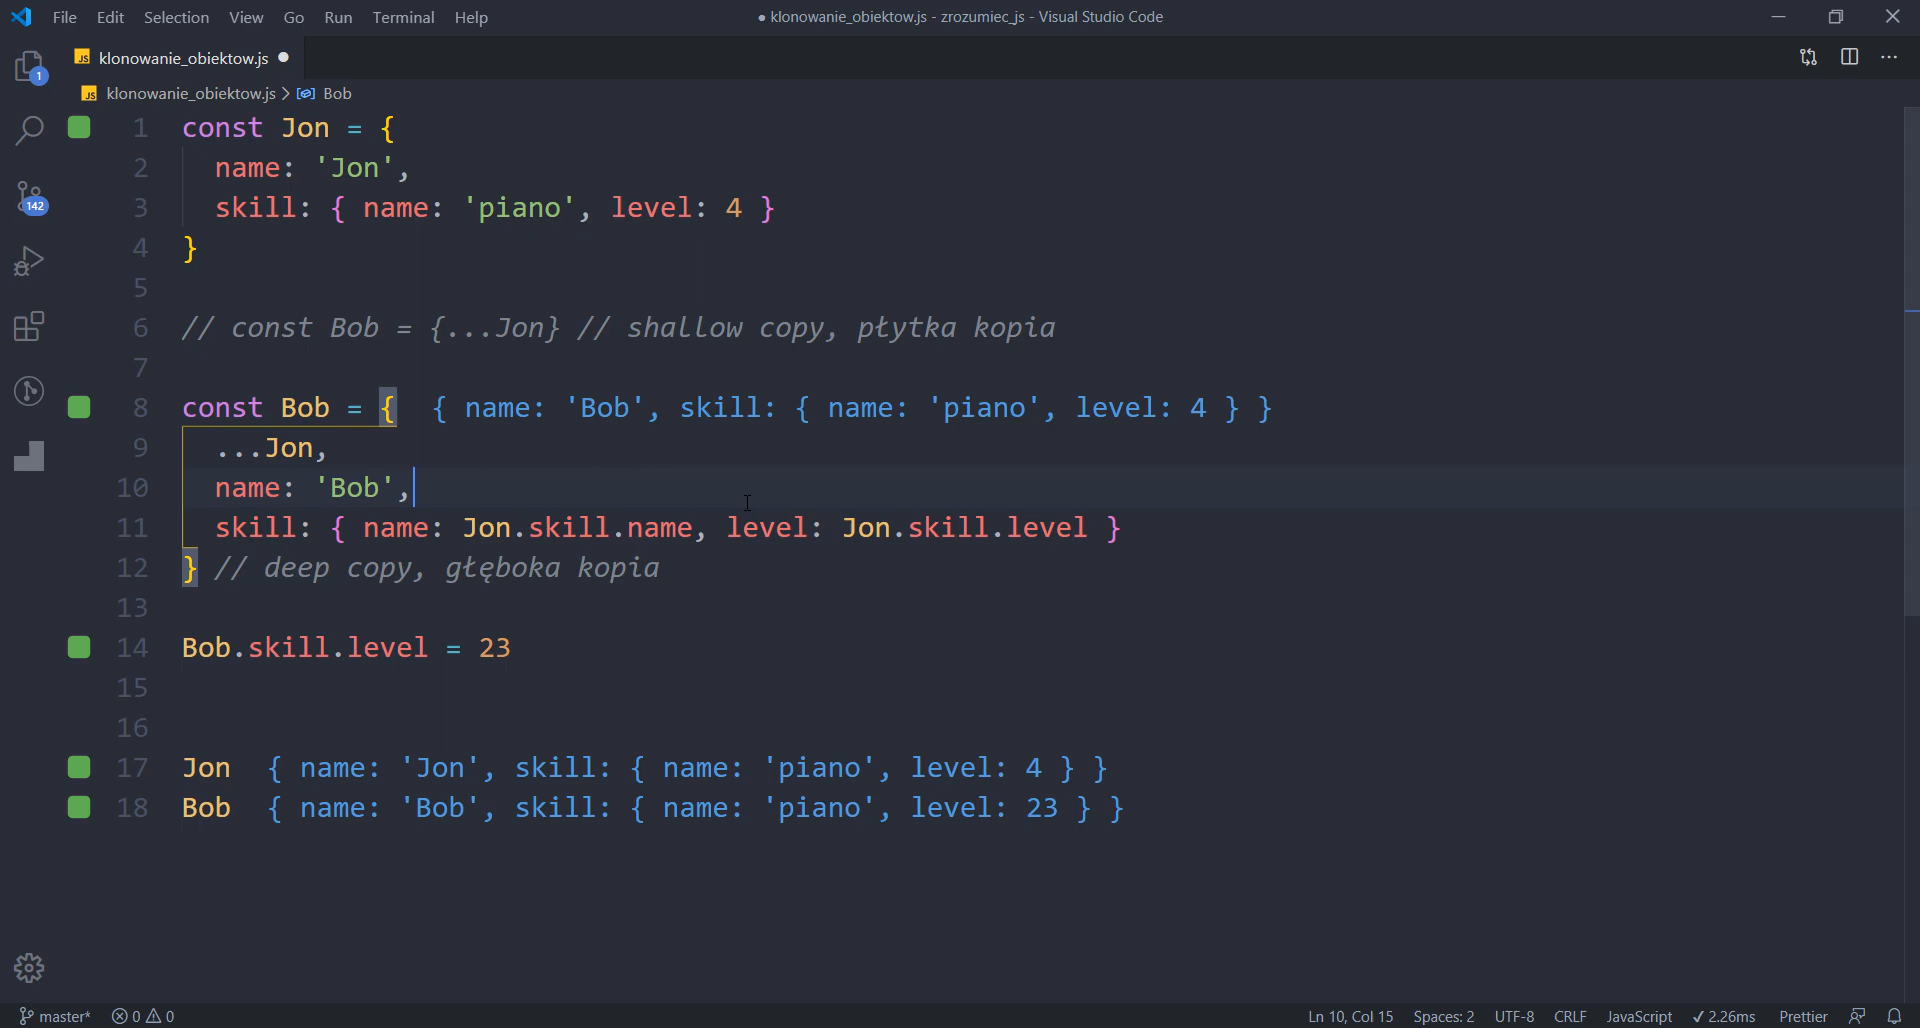 File Edit Selection View Go Run Terminal Help ● klonowanie_obiektow.js - zrozumiec_js - Visual Studio Code
JS klonowanie_obiektow.js ●
1
JS klonowanie_obiektow.js > Bob
1 const Jon = {
2 name: 'Jon',
142
3 skill: { name: 'piano', level: 4 }
4 }
5
6 // const Bob = {...Jon} // shallow copy, płytka kopia
7
8 const Bob = { { name: 'Bob', skill: { name: 'piano', level: 4 } }
9 ...Jon,
10 name: 'Bob',
11 skill: { name: Jon.skill.name, level: Jon.skill.level }
12 } // deep copy, głęboka kopia
13
14 Bob.skill.level = 23
15
16
17 Jon { name: 'Jon', skill: { name: 'piano', level: 4 } }
18 Bob { name: 'Bob', skill: { name: 'piano', level: 23 } }
master* 0 0 Ln 10, Col 15 Spaces: 2 UTF-8 CRLF JavaScript ✓ 2.26ms Prettier